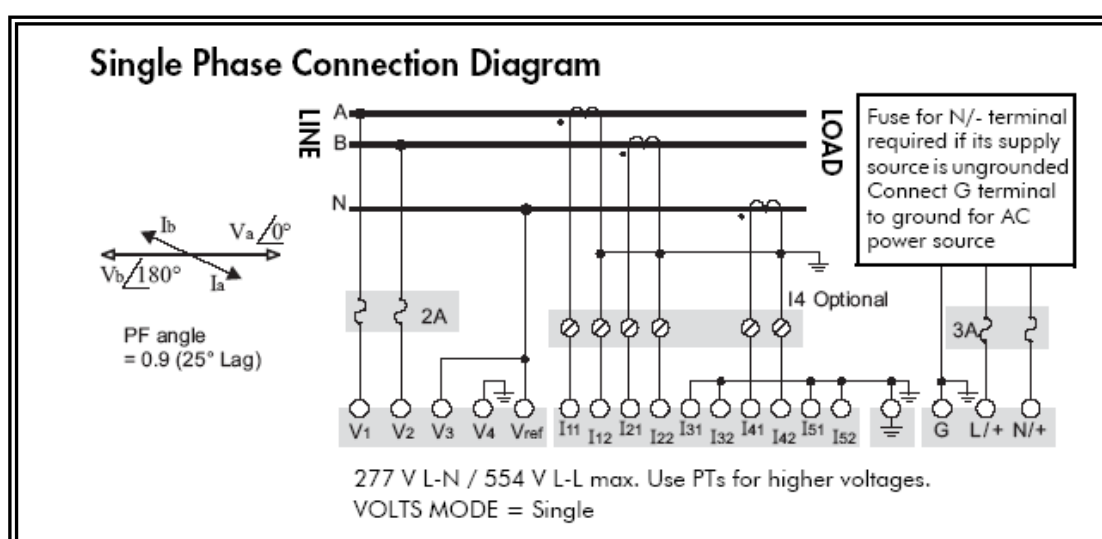 Single Phase Connection Diagram
LINE
A
B
N
LOAD
Fuse for N/- terminal
required if its supply
source is ungrounded
Connect G terminal
to ground for AC
power source
Ib
Va/0°
Vb/180°
Ia
PF angle
= 0.9 (25° Lag)
2A
I4 Optional
3A
V1 V2 V3 V4 Vref I11 I12 I21 I22 I31 I32 I41 I42 I51 I52 G L/+ N/+
277 V L-N / 554 V L-L max. Use PTs for higher voltages.
VOLTS MODE = Single